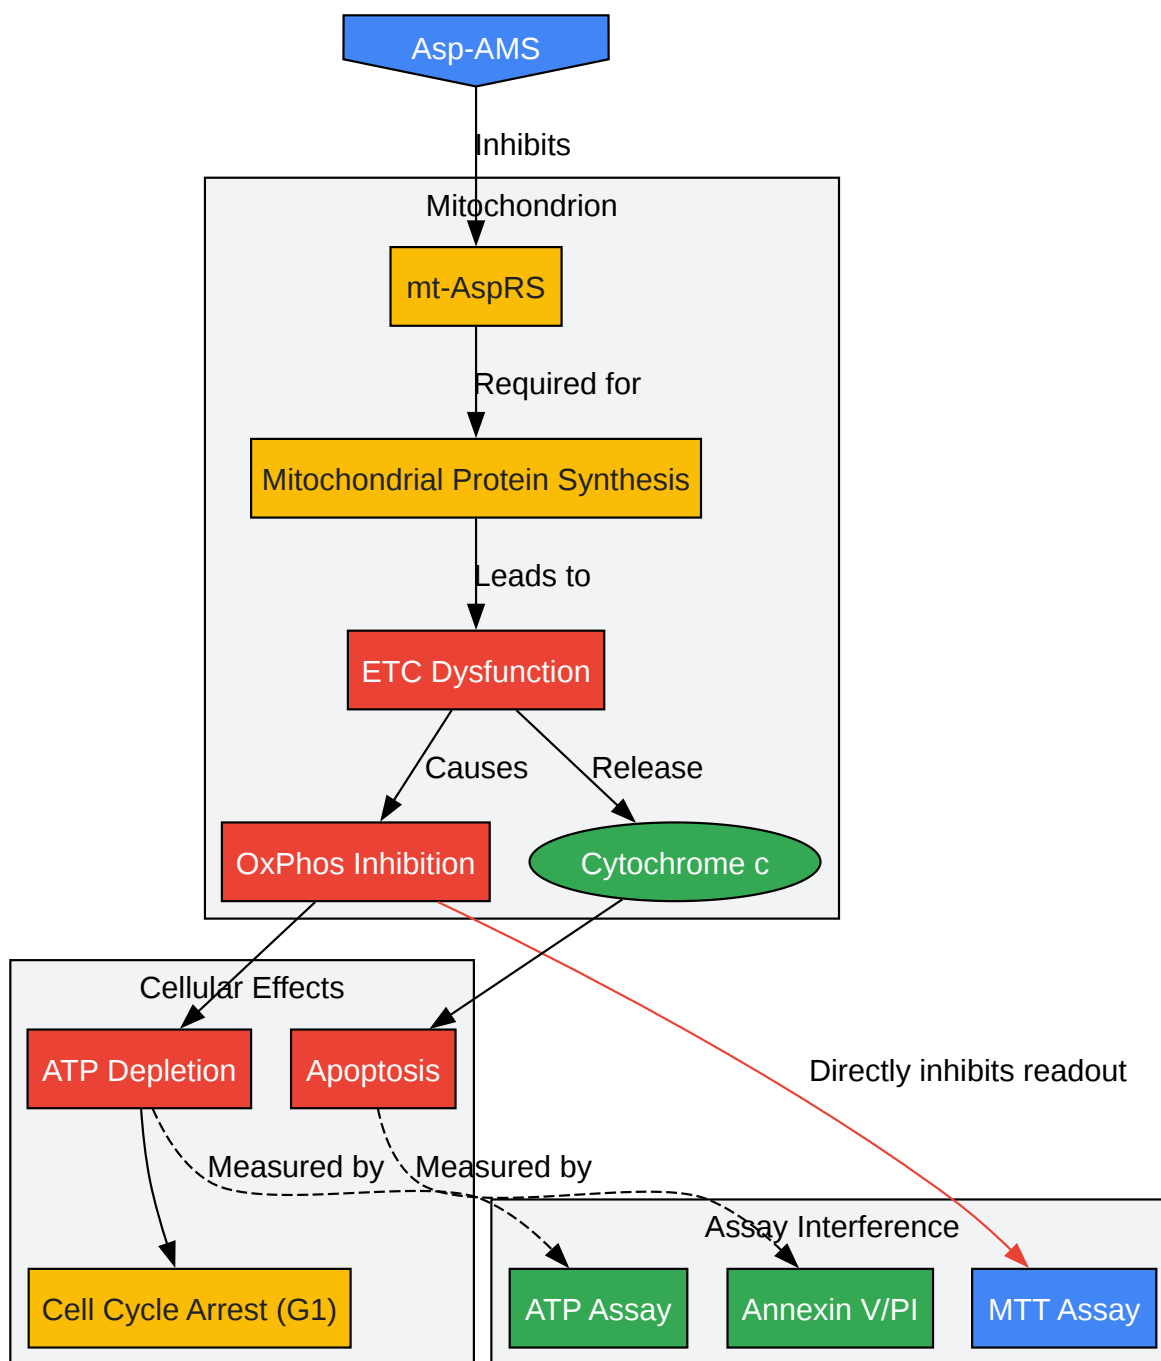 Asp-AMS
Inhibits
Mitochondrion
mt-AspRS
Required for
Mitochondrial Protein Synthesis
Leads to
ETC Dysfunction
Causes
Release
OxPhos Inhibition
Cytochrome c
Cellular Effects
ATP Depletion
Apoptosis
Directly inhibits readout
Measured by
Measured by
Assay Interference
Cell Cycle Arrest (G1)
ATP Assay
Annexin V/PI
MTT Assay